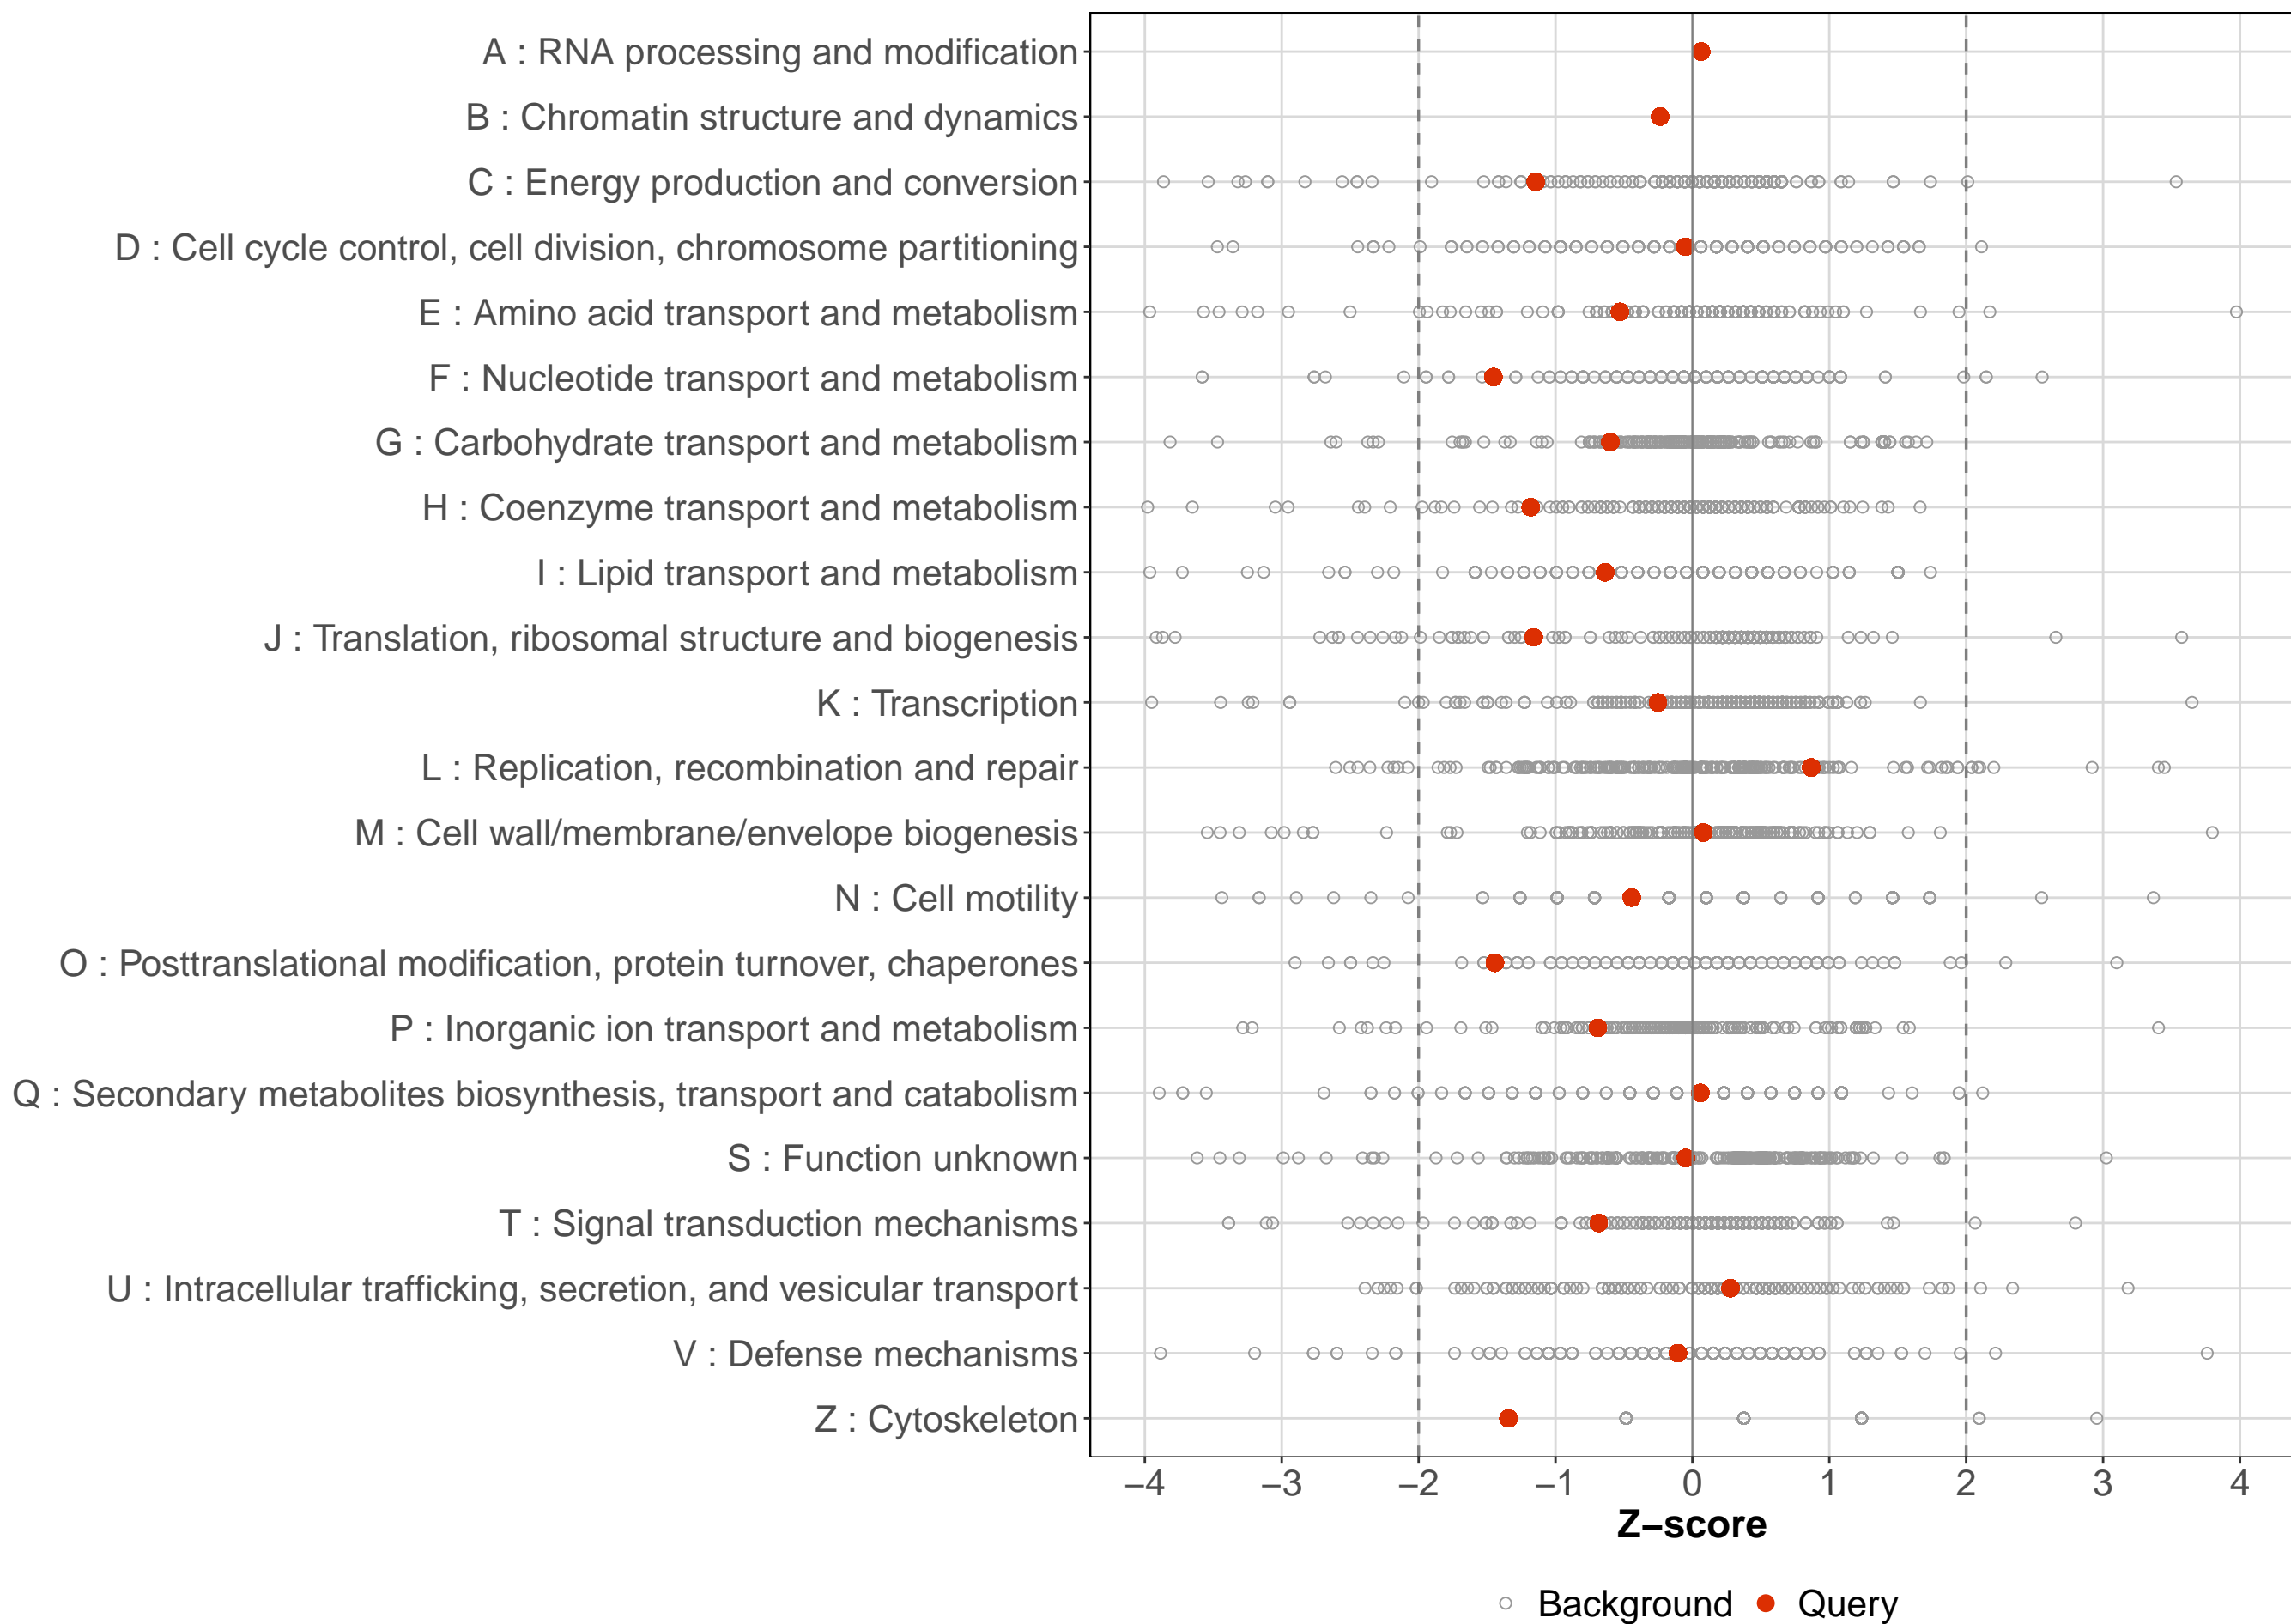 A : RNA processing and modification
B : Chromatin structure and dynamics
C : Energy production and conversion
D : Cell cycle control, cell division, chromosome partitioning
E : Amino acid transport and metabolism
F : Nucleotide transport and metabolism
G : Carbohydrate transport and metabolism
H : Coenzyme transport and metabolism
I : Lipid transport and metabolism
J : Translation, ribosomal structure and biogenesis
K : Transcription
L : Replication, recombination and repair
M : Cell wall/membrane/envelope biogenesis
N : Cell motility
O : Posttranslational modification, protein turnover, chaperones
P : Inorganic ion transport and metabolism
Q : Secondary metabolites biosynthesis, transport and catabolism
S : Function unknown
T : Signal transduction mechanisms
U : Intracellular trafficking, secretion, and vesicular transport
V : Defense mechanisms
Z : Cytoskeleton
−4 −3 −2 −1 0 1 2 3 4
Z−score
Background Query